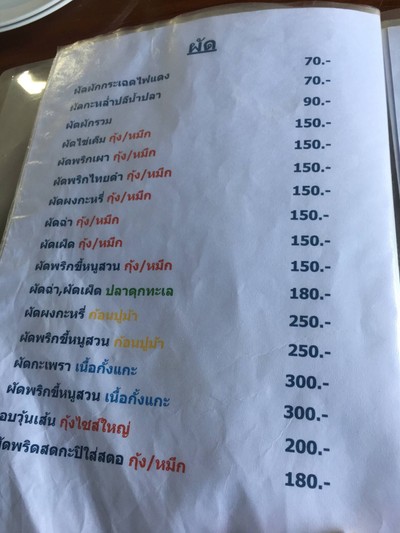 ผัด
ผัดผักกระเฉดไฟแดง 70.-
ผัดกะหล่ำปลีน้ำปลา 70.-
ผัดผักรวม 90.-
ผัดไข่เค็ม กุ้ง/หมึก 150.-
ผัดพริกเผา กุ้ง/หมึก 150.-
ผัดพริกไทยดำ กุ้ง/หมึก 150.-
ผัดผงกะหรี่ กุ้ง/หมึก 150.-
ผัดฉ่า กุ้ง/หมึก 150.-
ผัดเผ็ด กุ้ง/หมึก 150.-
ผัดพริกขี้หนูสวน กุ้ง/หมึก 150.-
ผัดฉ่า,ผัดเผ็ด ปลาดุกทะเล 180.-
ผัดผงกะหรี่ ก้อนปูม้า 250.-
ผัดพริกขี้หนูสวน ก้อนปูม้า 250.-
ผัดกะเพรา เนื้อกั้งแกะ 300.-
ผัดพริกขี้หนูสวน เนื้อกั้งแกะ 300.-
อบวุ้นเส้น กุ้งไซส์ใหญ่ 200.-
ผัดพริดสดกะปิใส่สตอ กุ้ง/หมึก 180.-